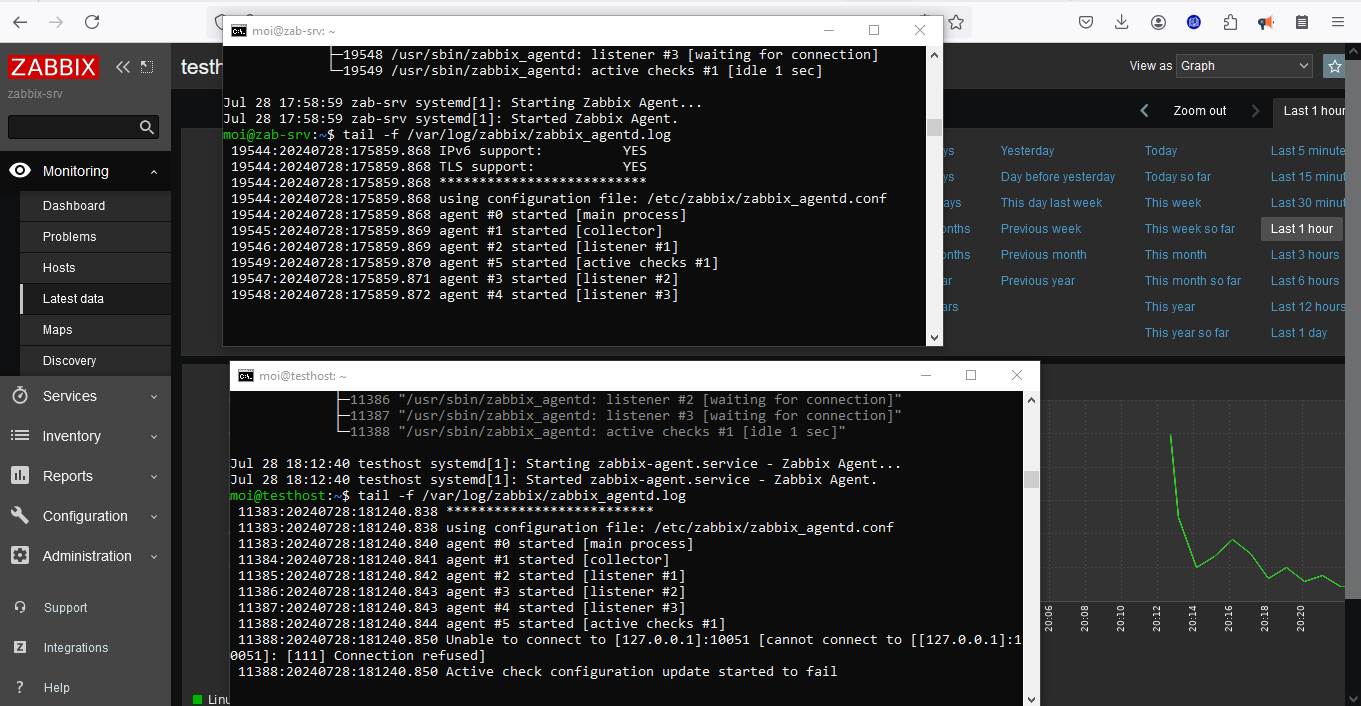 moi@zab-srv: ~
├─19548 /usr/sbin/zabbix_agentd: listener #3 [waiting for connection]
└─19549 /usr/sbin/zabbix_agentd: active checks #1 [idle 1 sec]
Jul 28 17:58:59 zab-srv systemd[1]: Starting Zabbix Agent...
Jul 28 17:58:59 zab-srv systemd[1]: Started Zabbix Agent.
moi@zab-srv:~$ tail -f /var/log/zabbix/zabbix_agentd.log
19544:20240728:175859.868 IPv6 support:          YES
19544:20240728:175859.868 TLS support:           YES
19544:20240728:175859.868 **************************
19544:20240728:175859.868 using configuration file: /etc/zabbix/zabbix_agentd.conf
19544:20240728:175859.868 agent #0 started [main process]
19545:20240728:175859.869 agent #1 started [collector]
19546:20240728:175859.869 agent #2 started [listener #1]
19549:20240728:175859.870 agent #5 started [active checks #1]
19547:20240728:175859.871 agent #3 started [listener #2]
19548:20240728:175859.872 agent #4 started [listener #3]
moi@testhost: ~
├─11386 "/usr/sbin/zabbix_agentd: listener #2 [waiting for connection]"
├─11387 "/usr/sbin/zabbix_agentd: listener #3 [waiting for connection]"
└─11388 "/usr/sbin/zabbix_agentd: active checks #1 [idle 1 sec]"
Jul 28 18:12:40 testhost systemd[1]: Starting zabbix-agent.service - Zabbix Agent...
Jul 28 18:12:40 testhost systemd[1]: Started zabbix-agent.service - Zabbix Agent.
moi@testhost:~$ tail -f /var/log/zabbix/zabbix_agentd.log
11383:20240728:181240.838 **************************
11383:20240728:181240.838 using configuration file: /etc/zabbix/zabbix_agentd.conf
11383:20240728:181240.840 agent #0 started [main process]
11384:20240728:181240.841 agent #1 started [collector]
11385:20240728:181240.842 agent #2 started [listener #1]
11386:20240728:181240.843 agent #3 started [listener #2]
11387:20240728:181240.843 agent #4 started [listener #3]
11388:20240728:181240.844 agent #5 started [active checks #1]
11388:20240728:181240.850 Unable to connect to [127.0.0.1]:10051 [cannot connect to [[127.0.0.1]:1
0051]: [111] Connection refused]
11388:20240728:181240.850 Active check configuration update started to fail
ZABBIX
zabbix-srv
Monitoring
Dashboard
Problems
Hosts
Latest data
Maps
Discovery
Services
Inventory
Reports
Configuration
Administration
Support
Z Integrations
? Help
testh
View as Graph
Zoom out
Last 1 hour
Yesterday Today Last 5 minute
Day before yesterday Today so far Last 15 minut
This day last week This week Last 30 minut
Previous week This week so far Last 1 hour
Previous month This month Last 3 hours
Previous year This month so far Last 6 hours
This year Last 12 hours
This year so far Last 1 day
20:06 20:08 20:10 20:12 20:14 20:16 20:18 20:20
Linu